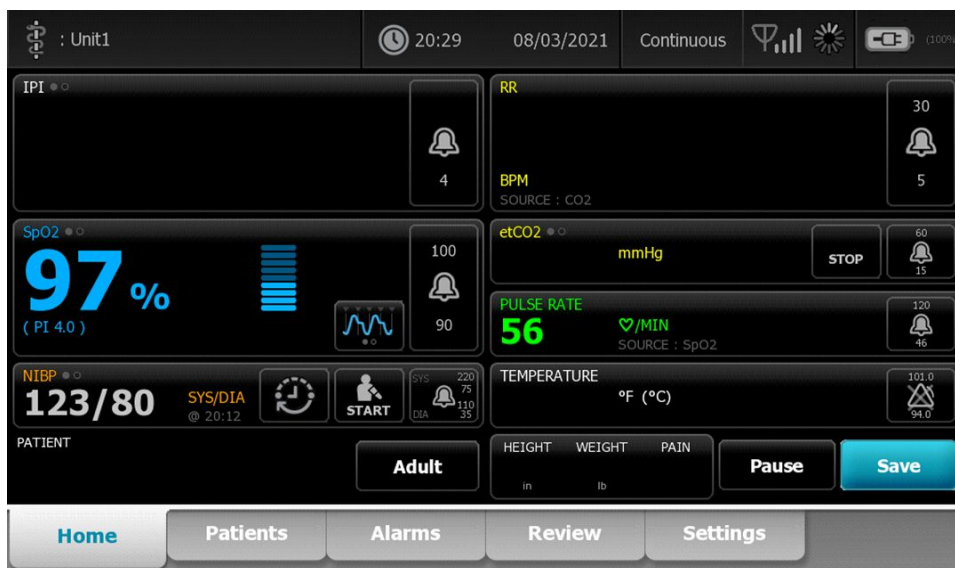 : Unit1
20:29
08/03/2021
Continuous
(100%
IPI
4
RR
30
BPM
SOURCE : CO2
5
SpO2
97 %
( PI 4.0 )
100
90
etCO2
mmHg
STOP
60
15
PULSE RATE
56
♡/MIN
SOURCE : SpO2
120
46
NIBP
123/80
SYS/DIA
@ 20:12
START
SYS 220
75
110
DIA 35
TEMPERATURE
°F (°C)
101.0
94.0
PATIENT
Adult
HEIGHT WEIGHT PAIN
in lb
Pause
Save
Home
Patients
Alarms
Review
Settings